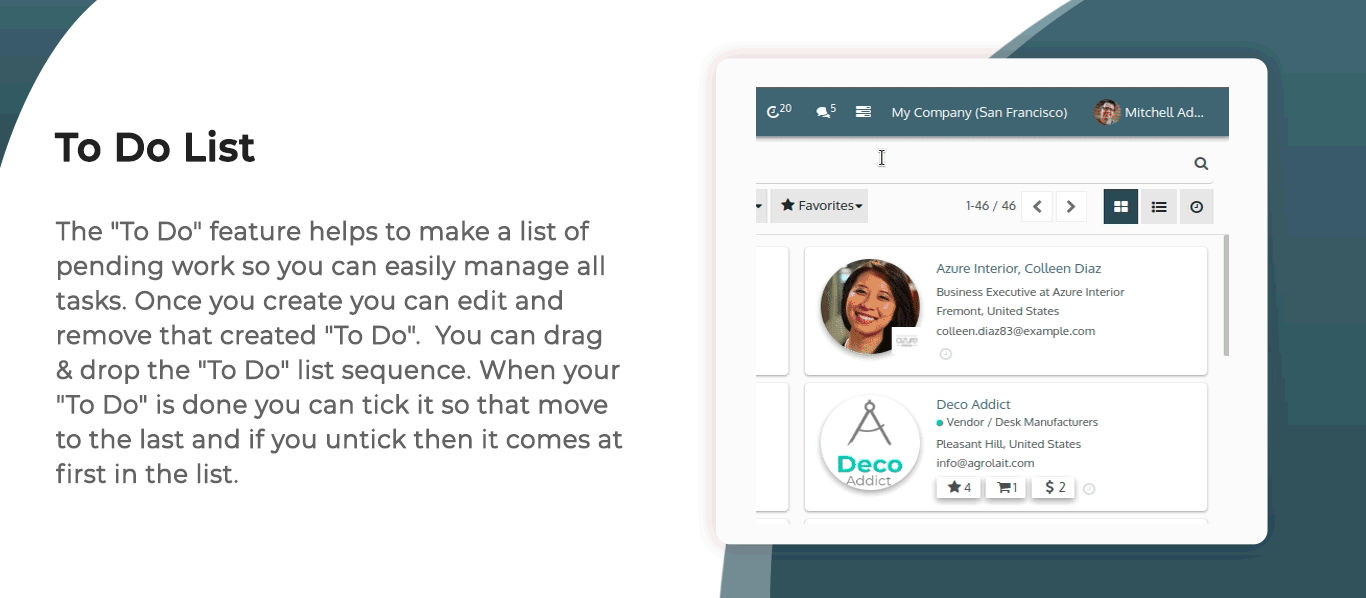 To Do List
The "To Do" feature helps to make a list of
pending work so you can easily manage all
tasks. Once you create you can edit and
remove that created "To Do".  You can drag
& drop the "To Do" list sequence. When your
"To Do" is done you can tick it so that move
to the last and if you untick then it comes at
first in the list.
20 5 My Company (San Francisco) Mitchell Ad...
Favorites 1-46 / 46
azure
Azure Interior, Colleen Diaz
Business Executive at Azure Interior
Fremont, United States
colleen.diaz83@example.com
Deco
Addict
Deco Addict
Vendor / Desk Manufacturers
Pleasant Hill, United States
info@agrolait.com
4 1 $ 2